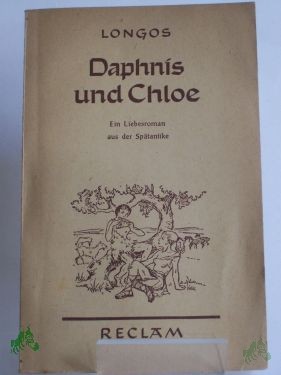 LONGOS
Daphnis
und Chloe
Ein Liebesroman
aus der Spätantike
RECLAM